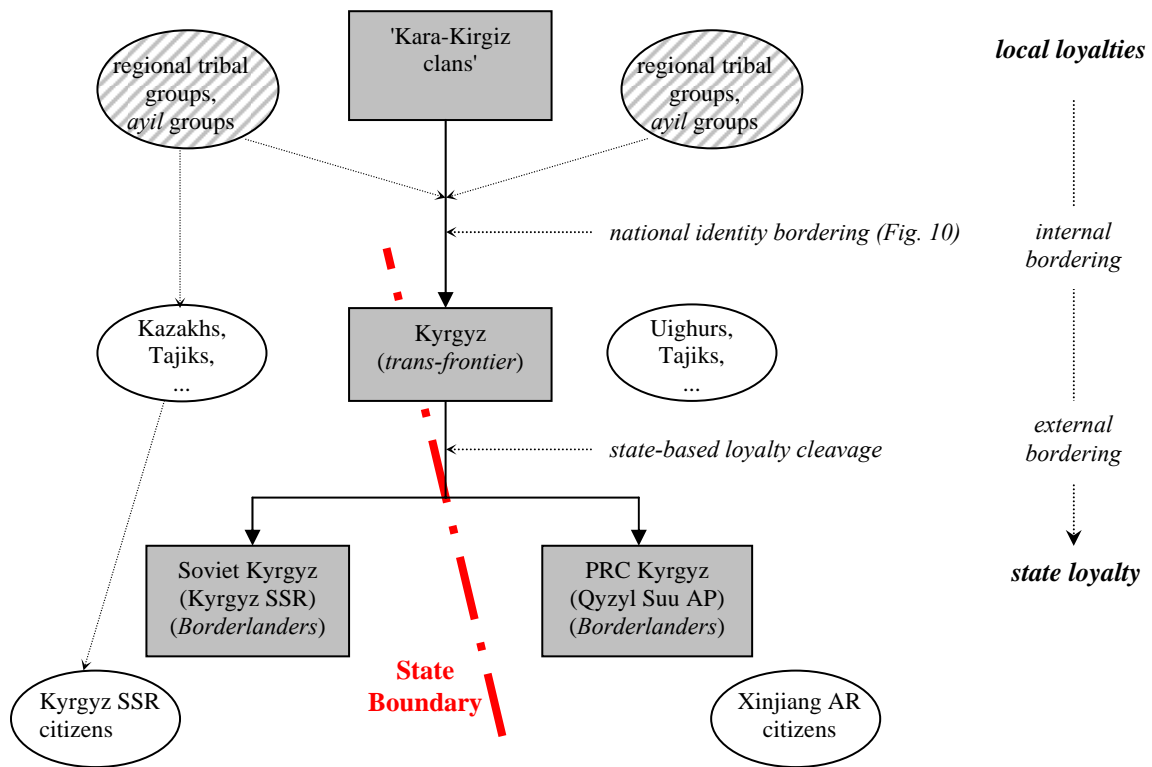 regional tribal
groups,
ayil groups
'Kara-Kirgiz
clans'
regional tribal
groups,
ayil groups
local loyalties
national identity bordering (Fig. 10)
internal
bordering
Kazakhs,
Tajiks,
...
Kyrgyz
(trans-frontier)
Uighurs,
Tajiks,
...
state-based loyalty cleavage
external
bordering
Soviet Kyrgyz
(Kyrgyz SSR)
(Borderlanders)
PRC Kyrgyz
(Qyzyl Suu AP)
(Borderlanders)
state loyalty
State
Boundary
Kyrgyz SSR
citizens
Xinjiang AR
citizens